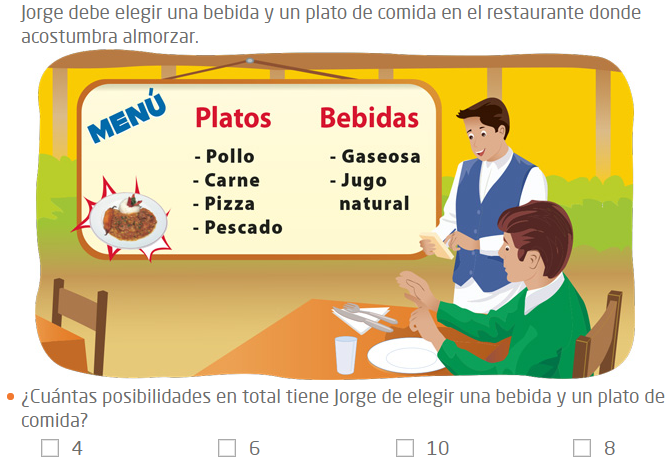 Jorge debe elegir una bebida y un plato de comida en el restaurante donde
acostumbra almorzar.
MENÚ
Platos
- Pollo
- Carne
- Pizza
- Pescado
Bebidas
- Gaseosa
- Jugo
natural
• ¿Cuántas posibilidades en total tiene Jorge de elegir una bebida y un plato de
comida?
☐ 4 ☐ 6 ☐ 10 ☐ 8